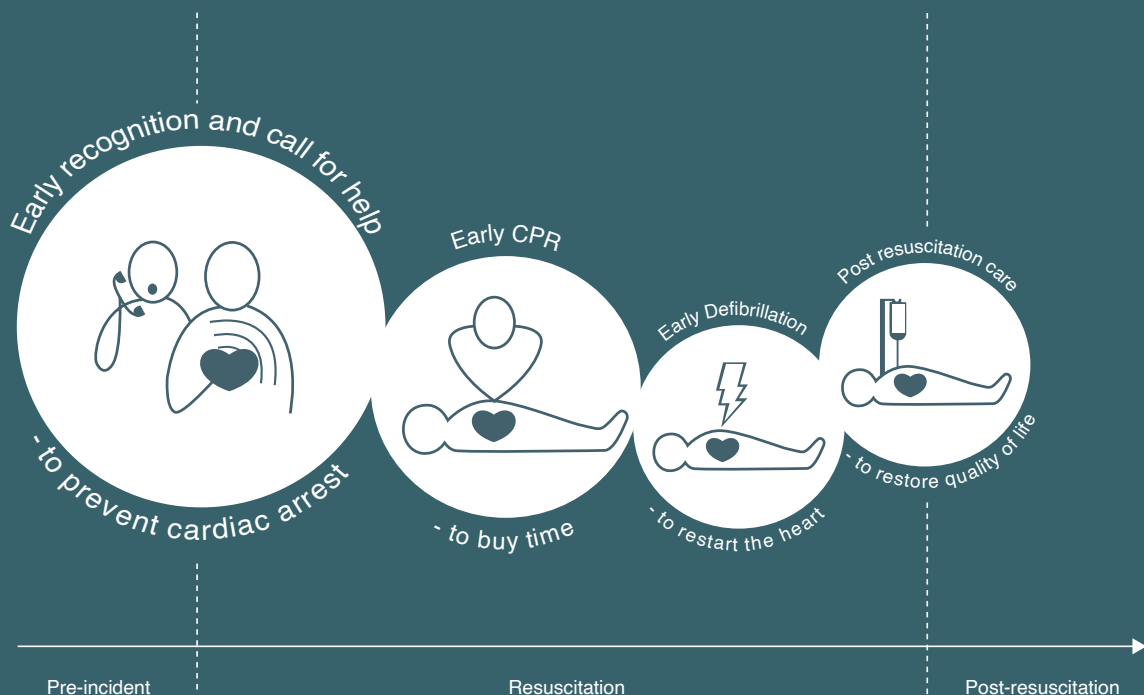 Early recognition and call for help
- to prevent cardiac arrest
Early CPR
- to buy time
Early Defibrillation
- to restart the heart
Post resuscitation care
- to restore quality of life
Pre-incident
Resuscitation
Post-resuscitation